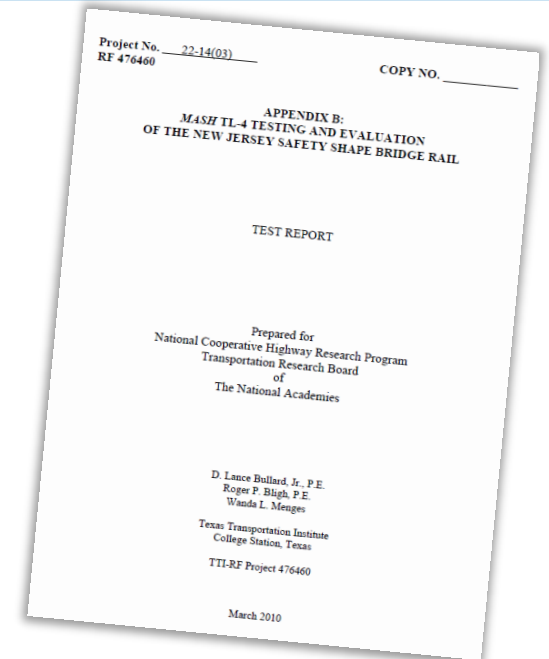 Project No. 22-14(03)
RF 476460
COPY NO.
APPENDIX B:
MASH TL-4 TESTING AND EVALUATION
OF THE NEW JERSEY SAFETY SHAPE BRIDGE RAIL
TEST REPORT
Prepared for
National Cooperative Highway Research Program
Transportation Research Board
of
The National Academies
D. Lance Bullard, Jr., P.E.
Roger P. Bligh, P.E.
Wanda L. Menges
Texas Transportation Institute
College Station, Texas
TTI-RF Project 476460
March 2010